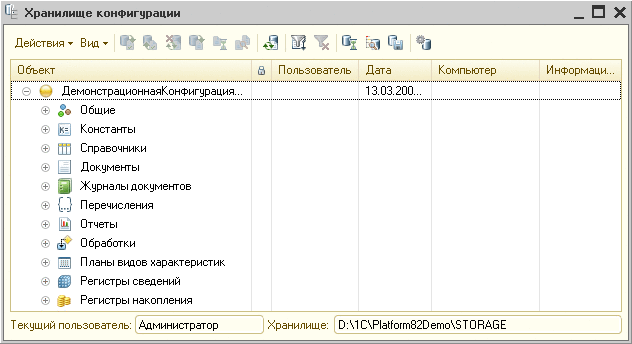 Хранилище конфигурации
Действия Вид
Объект Пользователь Дата Компьютер Информаци...
ДемонстрационнаяКонфигурация... 13.03.200...
Общие
Константы
Справочники
Документы
Журналы документов
Перечисления
Отчеты
Обработки
Планы видов характеристик
Регистры сведений
Регистры накопления
Текущий пользователь: Администратор Хранилище: D:\1C\Platform82Demo\STORAGE